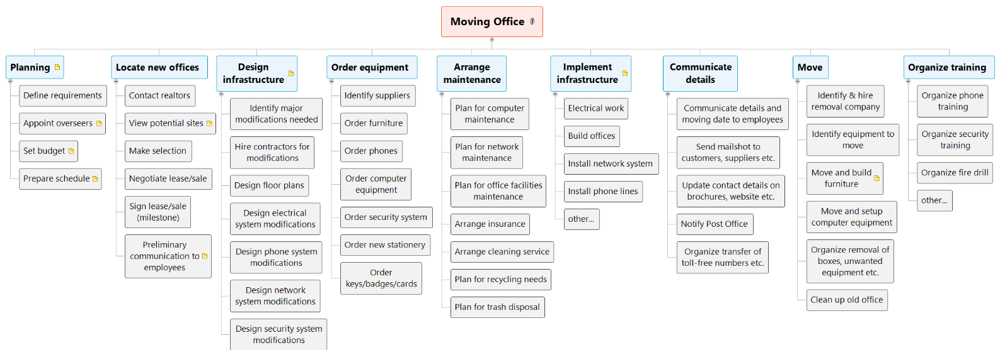 Moving Office
Planning
Define requirements
Appoint overseers
Set budget
Prepare schedule
Locate new offices
Contact realtors
View potential sites
Make selection
Negotiate lease/sale
Sign lease/sale
(milestone)
Preliminary
communication to
employees
Design
infrastructure
Identify major
modifications needed
Hire contractors for
modifications
Design floor plans
Design electrical
system modifications
Design phone system
modifications
Design network
system modifications
Design security system
modifications
Order equipment
Identify suppliers
Order furniture
Order phones
Order computer
equipment
Order security system
Order new stationery
Order
keys/badges/cards
Arrange
maintenance
Plan for computer
maintenance
Plan for network
maintenance
Plan for office facilities
maintenance
Arrange insurance
Arrange cleaning service
Plan for recycling needs
Plan for trash disposal
Implement
infrastructure
Electrical work
Build offices
Install network system
Install phone lines
other...
Communicate
details
Communicate details and
moving date to employees
Send mailshot to
customers, suppliers etc.
Update contact details on
brochures, website etc.
Notify Post Office
Organize transfer of
toll-free numbers etc.
Move
Identify & hire
removal company
Identify equipment to
move
Move and build
furniture
Move and setup
computer equipment
Organize removal of
boxes, unwanted
equipment etc.
Clean up old office
Organize training
Organize phone
training
Organize security
training
Organize fire drill
other...